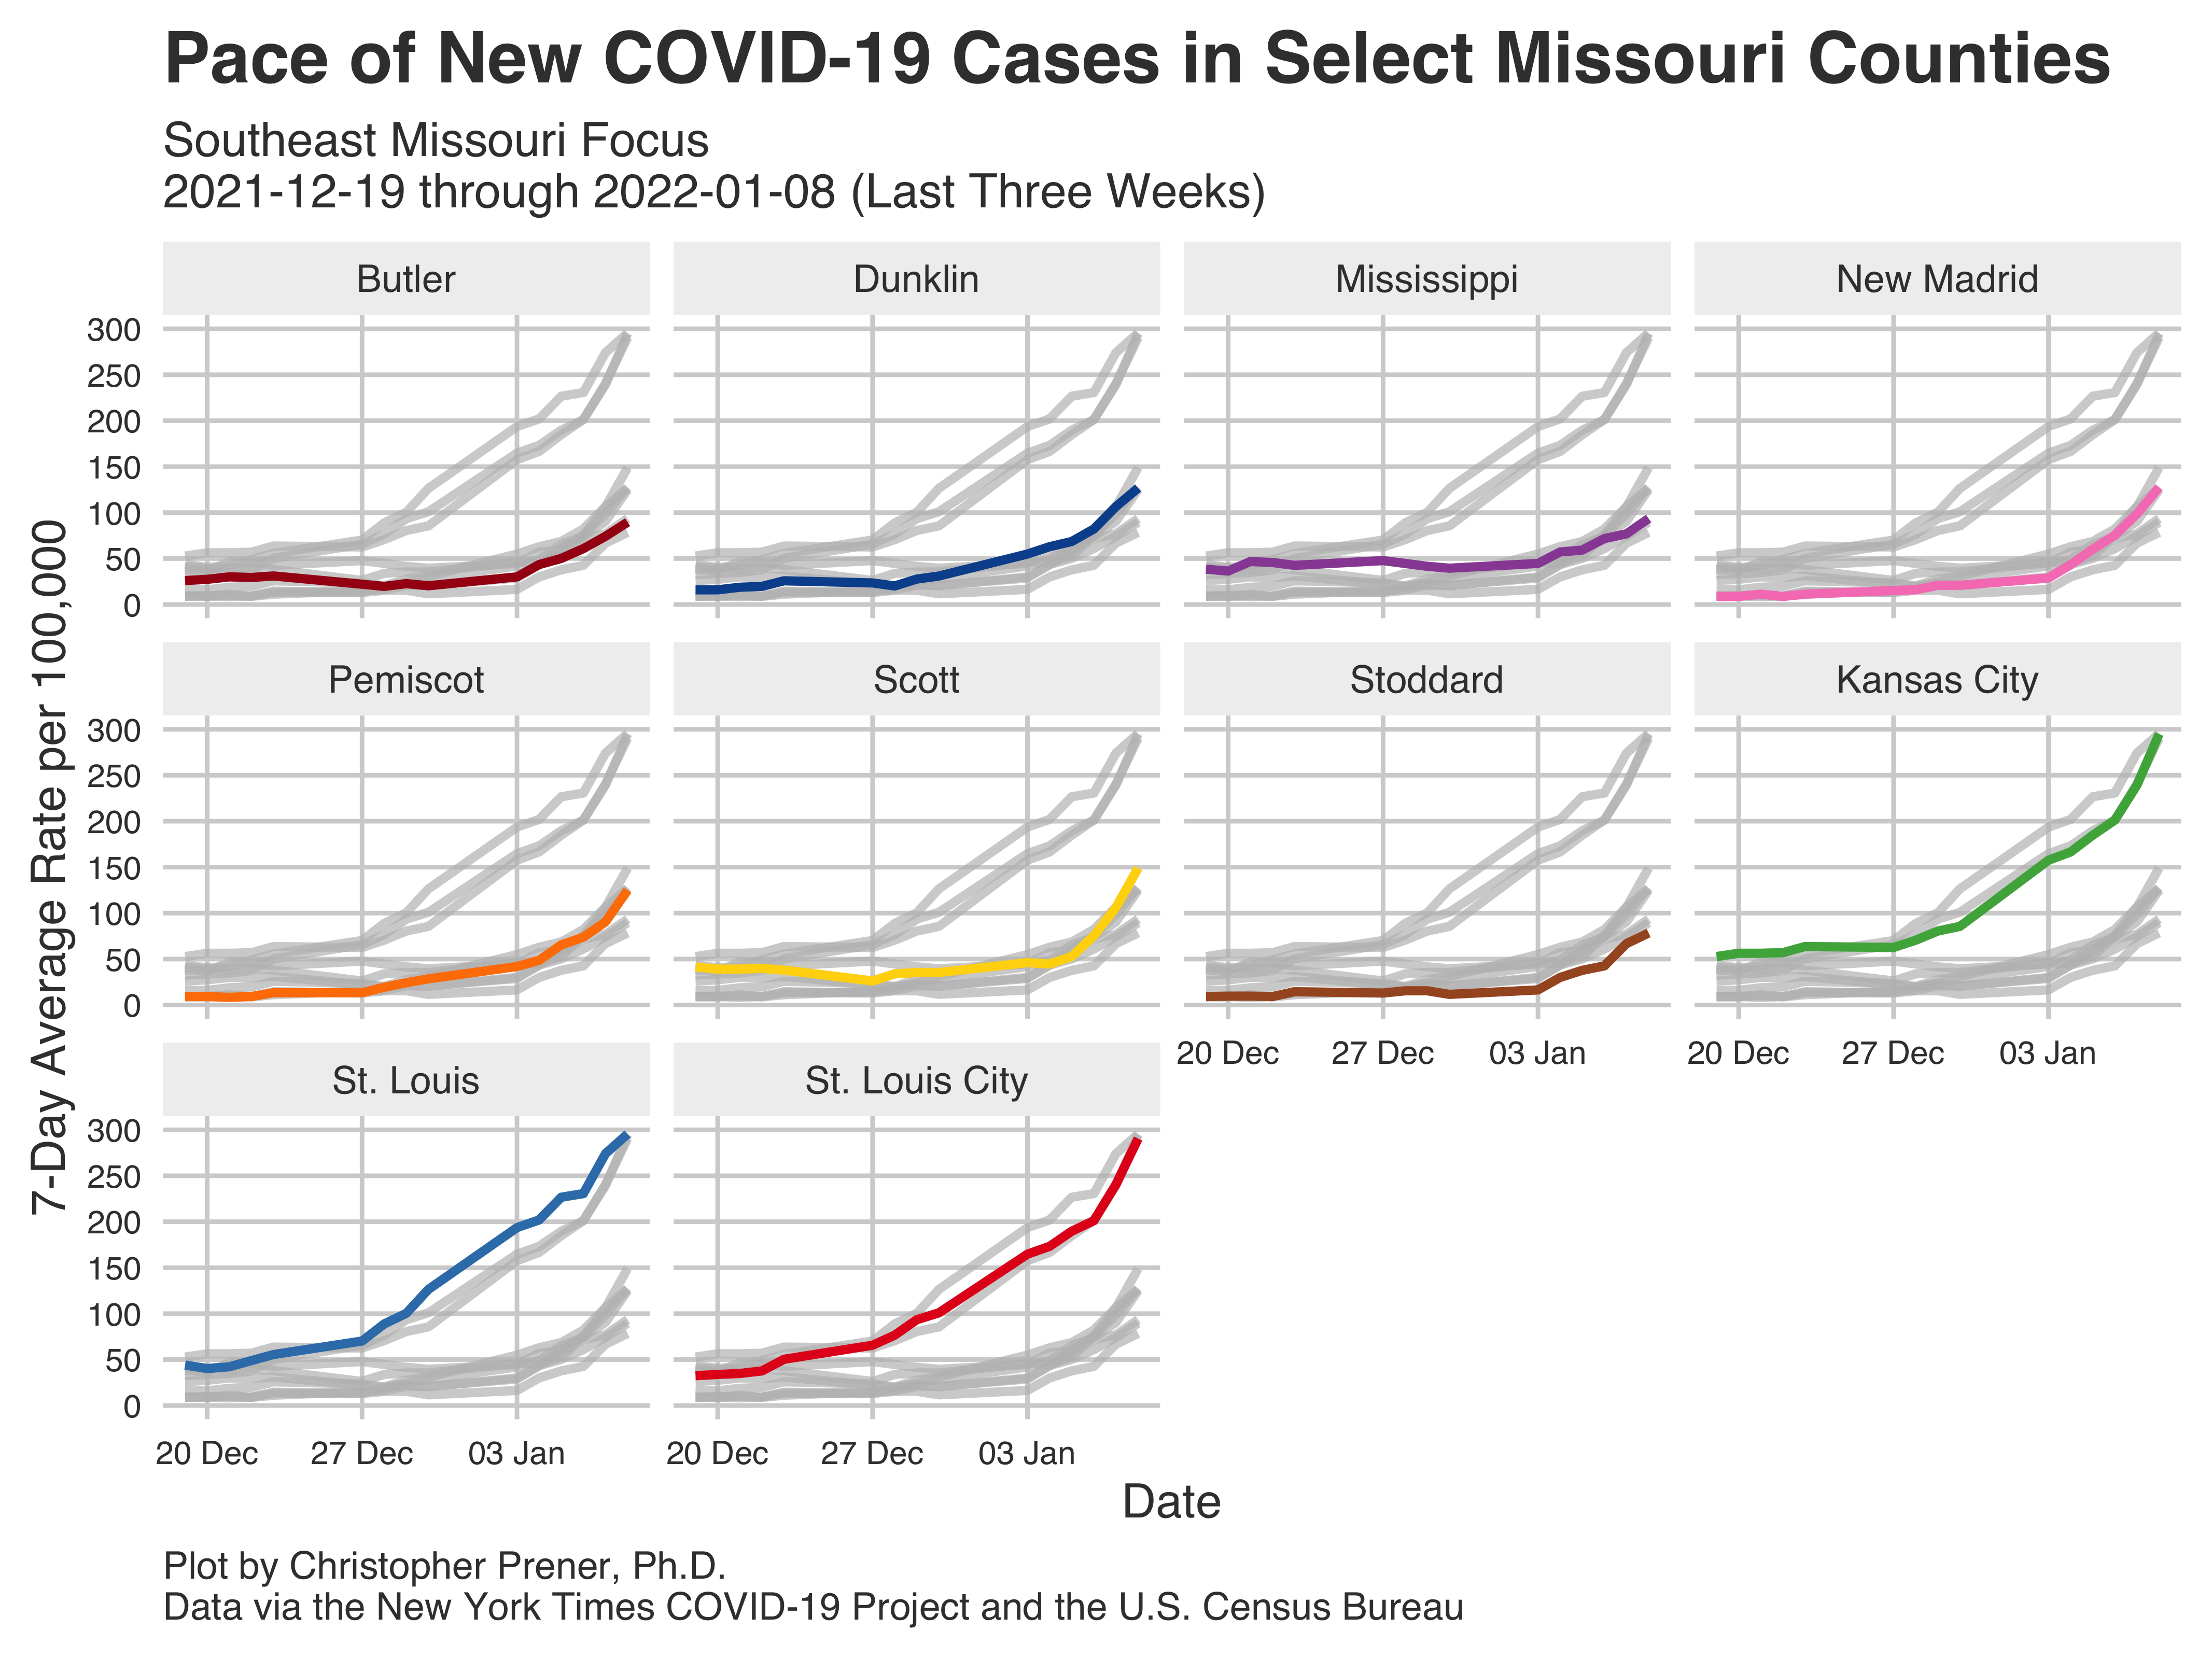 Pace of New COVID-19 Cases in Select Missouri Counties
Southeast Missouri Focus
2021-12-19 through 2022-01-08 (Last Three Weeks)
7-Day Average Rate per 100,000
Butler
Dunklin
Mississippi
New Madrid
300
250
200
150
100
50
0
Pemiscot
Scott
Stoddard
Kansas City
300
250
200
150
100
50
0
20 Dec 27 Dec 03 Jan
20 Dec 27 Dec 03 Jan
St. Louis
St. Louis City
300
250
200
150
100
50
0
20 Dec 27 Dec 03 Jan
20 Dec 27 Dec 03 Jan
Date
Plot by Christopher Prener, Ph.D.
Data via the New York Times COVID-19 Project and the U.S. Census Bureau